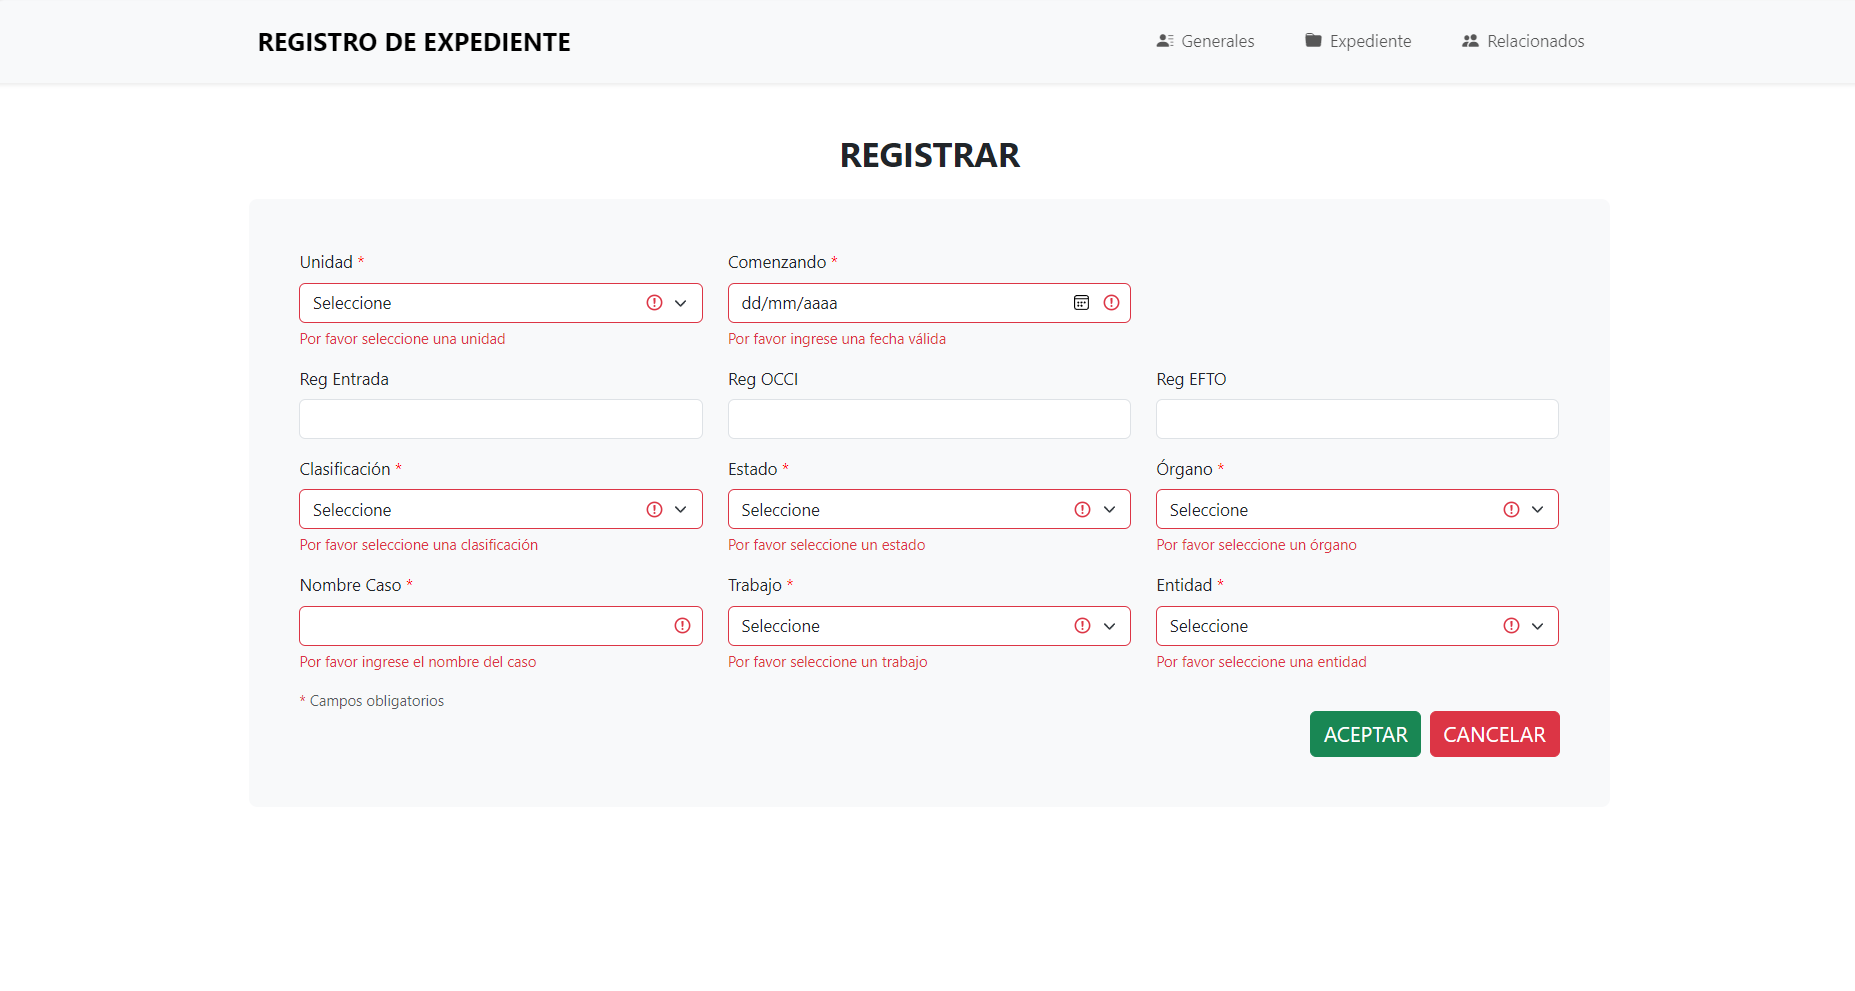 REGISTRO DE EXPEDIENTE
Generales
Expediente
Relacionados
REGISTRAR
Unidad *
Comenzando *
Seleccione
dd/mm/aaaa
Por favor seleccione una unidad
Por favor ingrese una fecha válida
Reg Entrada
Reg OCCI
Reg EFTO
Clasificación *
Estado *
Órgano *
Seleccione
Seleccione
Seleccione
Por favor seleccione una clasificación
Por favor seleccione un estado
Por favor seleccione un órgano
Nombre Caso *
Trabajo *
Entidad *
Seleccione
Seleccione
Por favor ingrese el nombre del caso
Por favor seleccione un trabajo
Por favor seleccione una entidad
* Campos obligatorios
ACEPTAR
CANCELAR